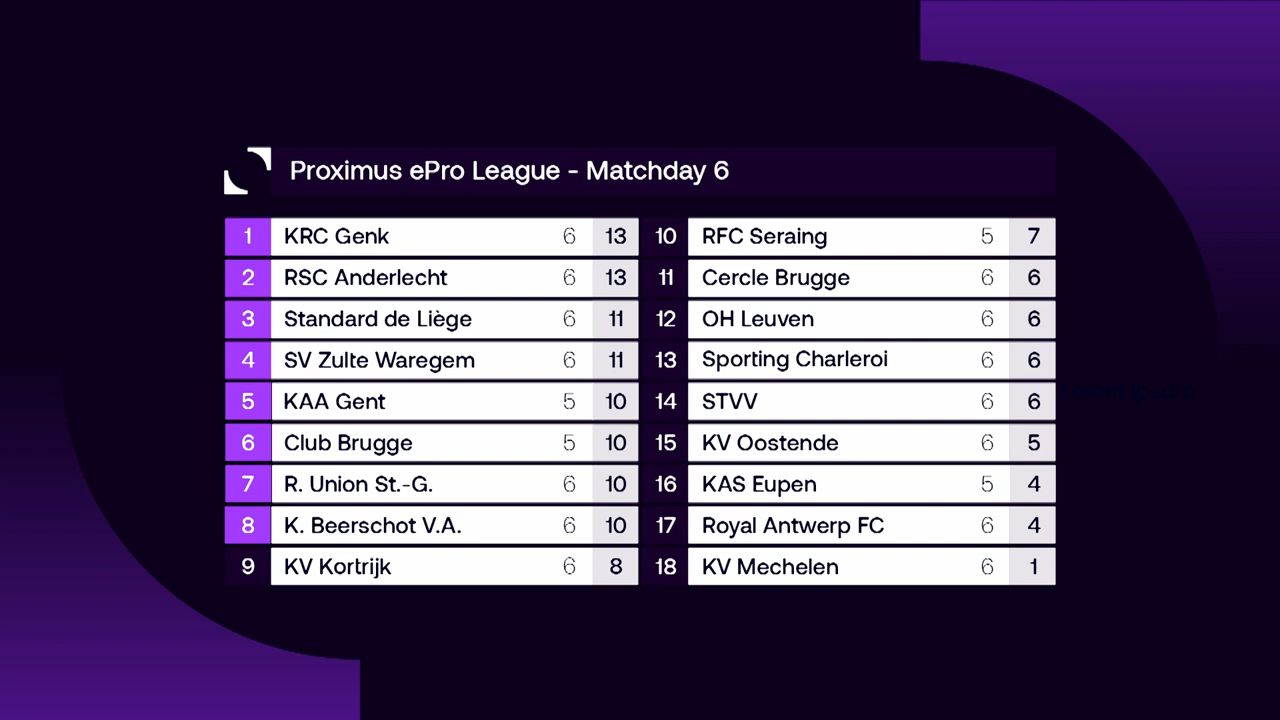 Proximus ePro League - Matchday 6
1 KRC Genk 6 13
2 RSC Anderlecht 6 13
3 Standard de Liège 6 11
4 SV Zulte Waregem 6 11
5 KAA Gent 5 10
6 Club Brugge 5 10
7 R. Union St.-G. 6 10
8 K. Beerschot V.A. 6 10
9 KV Kortrijk 6 8
10 RFC Seraing 5 7
11 Cercle Brugge 6 6
12 OH Leuven 6 6
13 Sporting Charleroi 6 6
14 STVV 6 6
15 KV Oostende 6 5
16 KAS Eupen 5 4
17 Royal Antwerp FC 6 4
18 KV Mechelen 6 1
Lorem ipsum